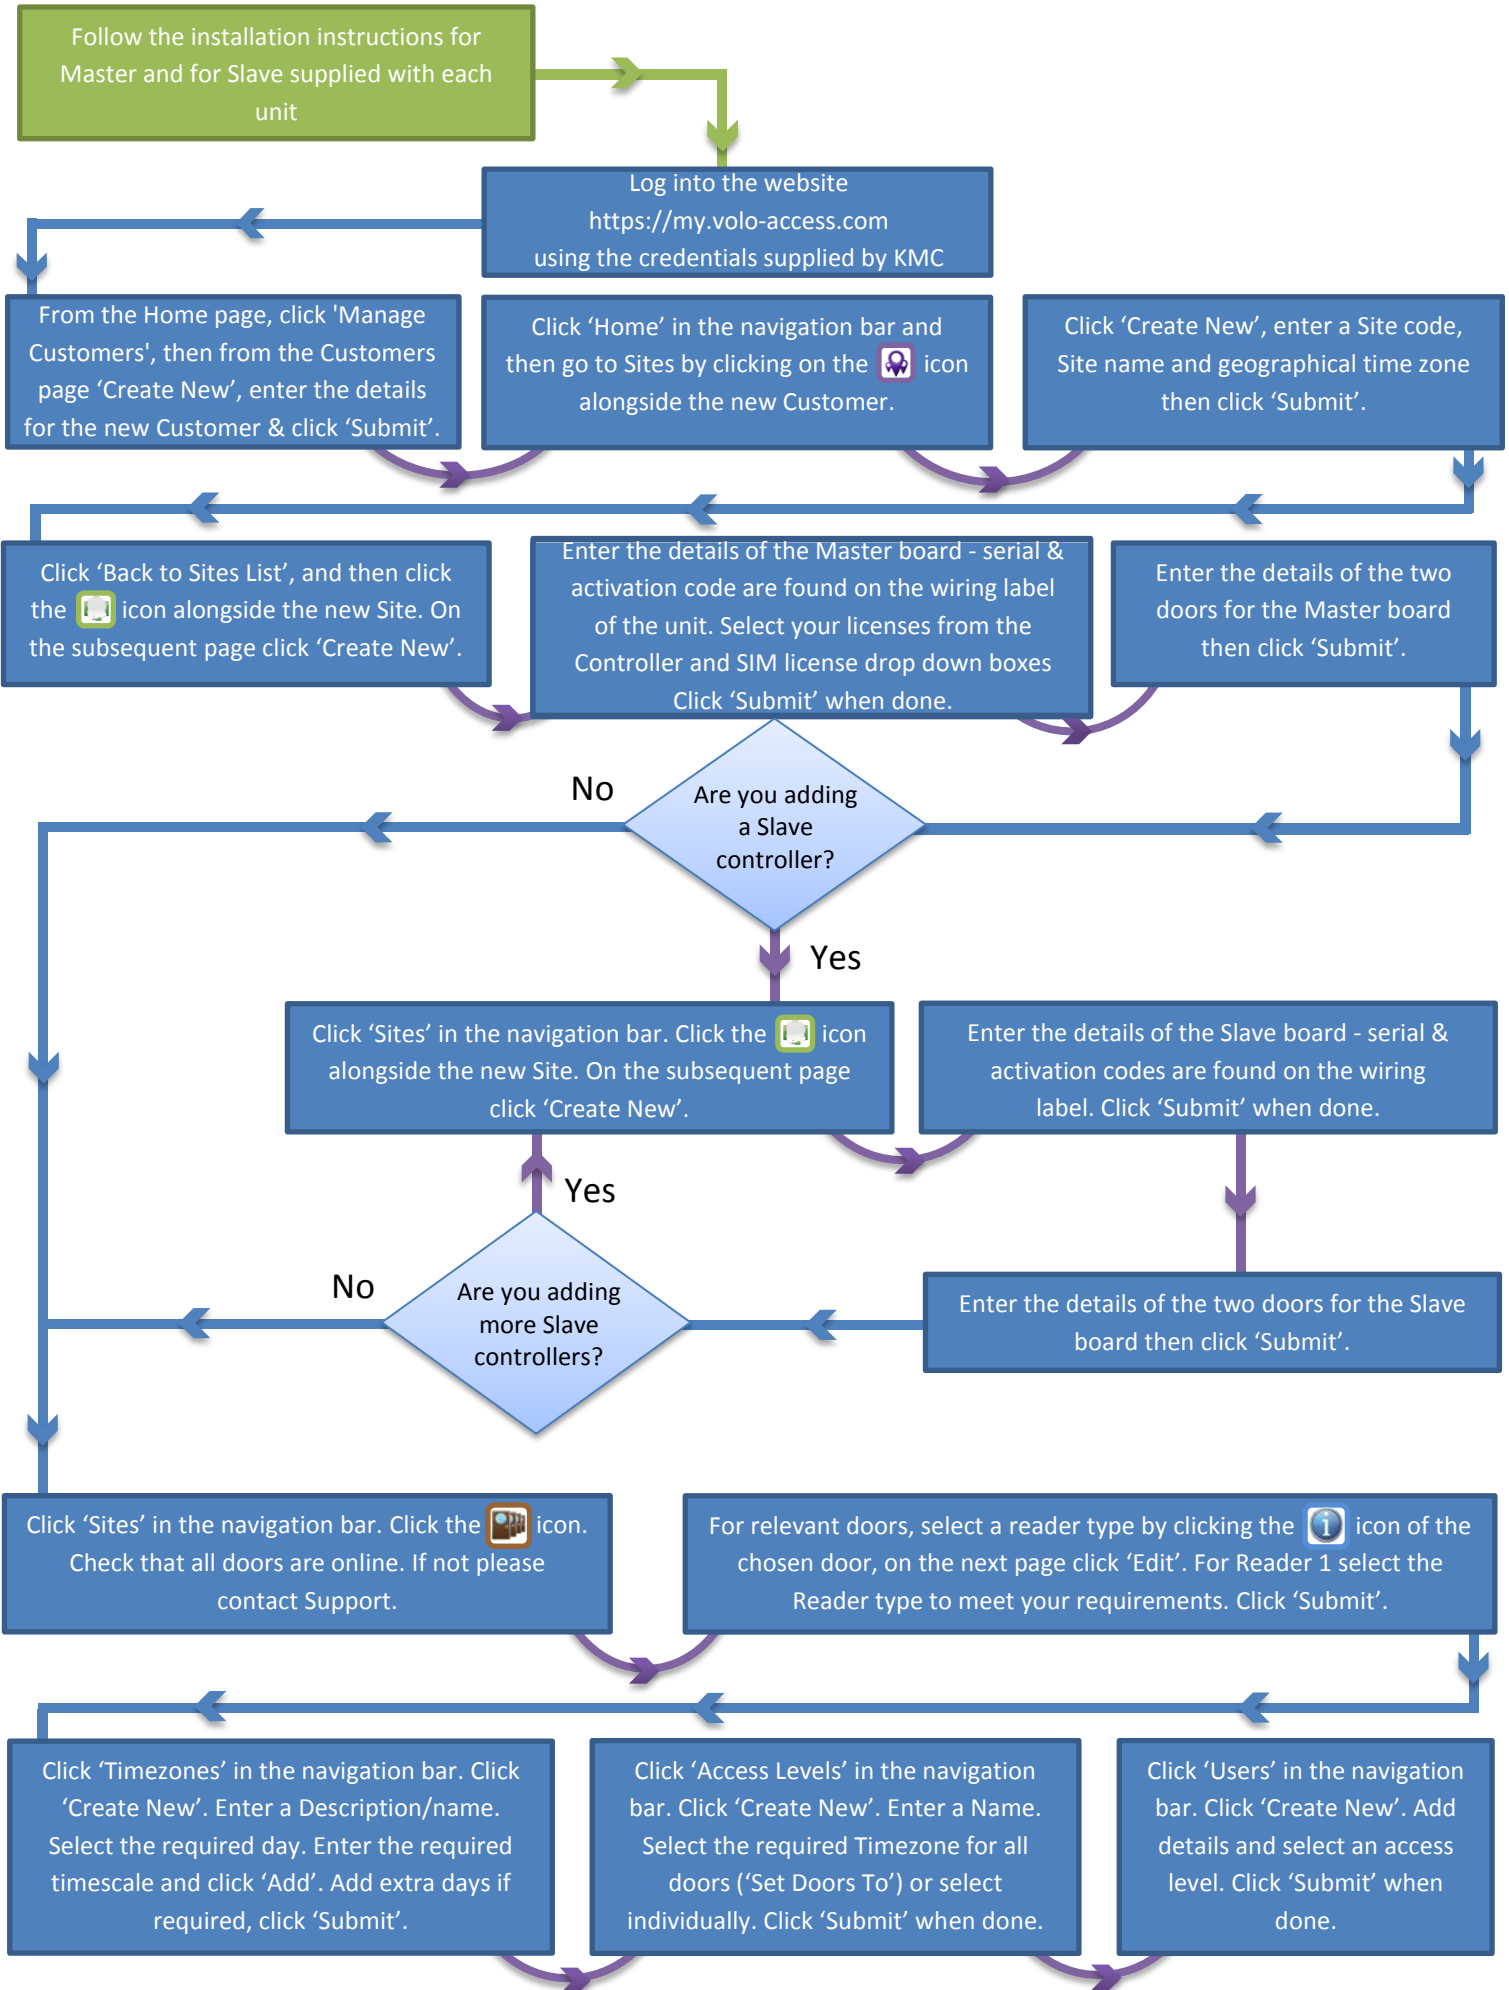 Follow the installation instructions for
Master and for Slave supplied with each
unit
Log into the website
https://my.volo-access.com
using the credentials supplied by KMC
From the Home page, click 'Manage
Customers', then from the Customers
page ‘Create New’, enter the details
for the new Customer & click ‘Submit’.
Click ‘Home’ in the navigation bar and
then go to Sites by clicking on the icon
alongside the new Customer.
Click ‘Create New’, enter a Site code,
Site name and geographical time zone
then click ‘Submit’.
Click ‘Back to Sites List’, and then click
the icon alongside the new Site. On
the subsequent page click ‘Create New’.
Enter the details of the Master board - serial &
activation code are found on the wiring label
of the unit. Select your licenses from the
Controller and SIM license drop down boxes
Click ‘Submit’ when done.
Enter the details of the two
doors for the Master board
then click ‘Submit’.
No
Are you adding
a Slave
controller?
Yes
Click ‘Sites’ in the navigation bar. Click the icon
alongside the new Site. On the subsequent page
click ‘Create New’.
Enter the details of the Slave board - serial &
activation codes are found on the wiring
label. Click ‘Submit’ when done.
Yes
No
Are you adding
more Slave
controllers?
Enter the details of the two doors for the Slave
board then click ‘Submit’.
Click ‘Sites’ in the navigation bar. Click the icon.
Check that all doors are online. If not please
contact Support.
For relevant doors, select a reader type by clicking the icon of the
chosen door, on the next page click ‘Edit’. For Reader 1 select the
Reader type to meet your requirements. Click ‘Submit’.
Click ‘Timezones’ in the navigation bar. Click
‘Create New’. Enter a Description/name.
Select the required day. Enter the required
timescale and click ‘Add’. Add extra days if
required, click ‘Submit’.
Click ‘Access Levels’ in the navigation
bar. Click ‘Create New’. Enter a Name.
Select the required Timezone for all
doors (‘Set Doors To’) or select
individually. Click ‘Submit’ when done.
Click ‘Users’ in the navigation
bar. Click ‘Create New’. Add
details and select an access
level. Click ‘Submit’ when
done.